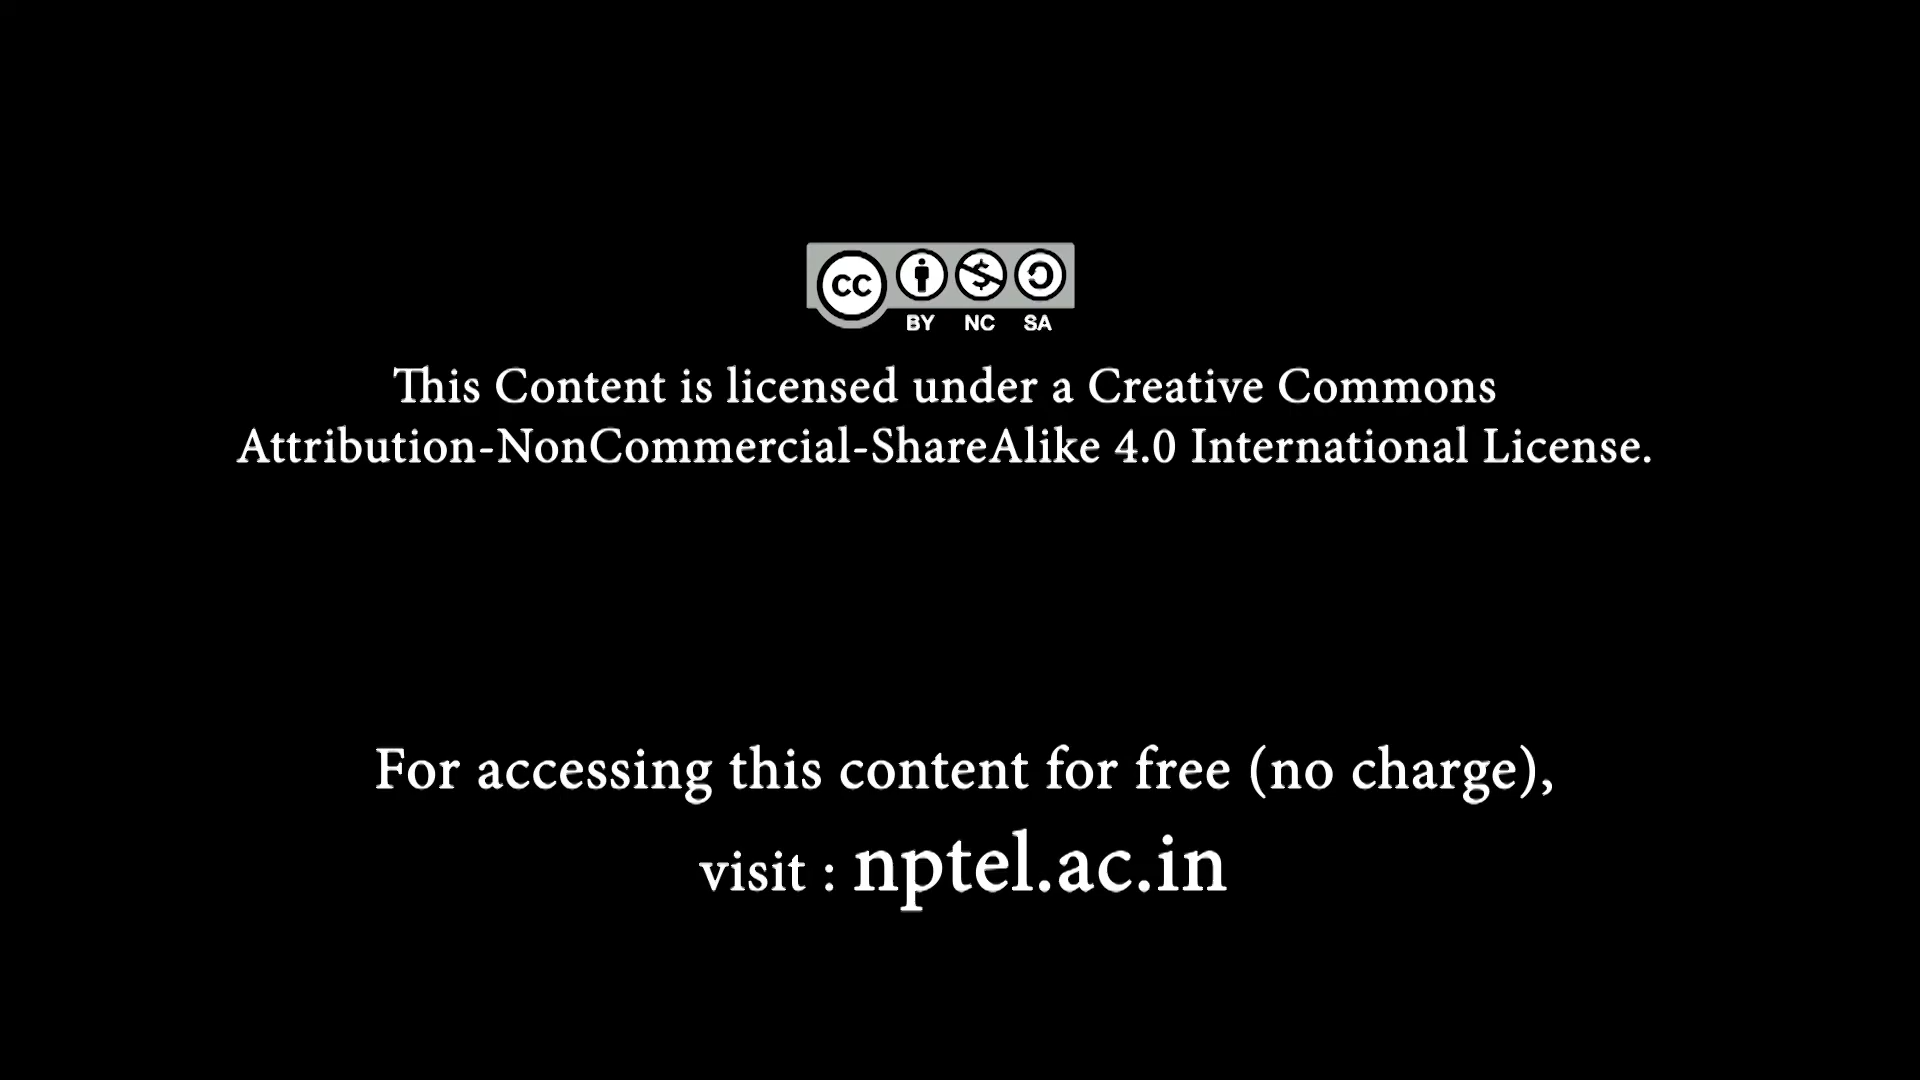 cc
BY NC SA
This Content is licensed under a Creative Commons
Attribution-NonCommercial-ShareAlike 4.0 International License.
For accessing this content for free (no charge),
visit : nptel.ac.in